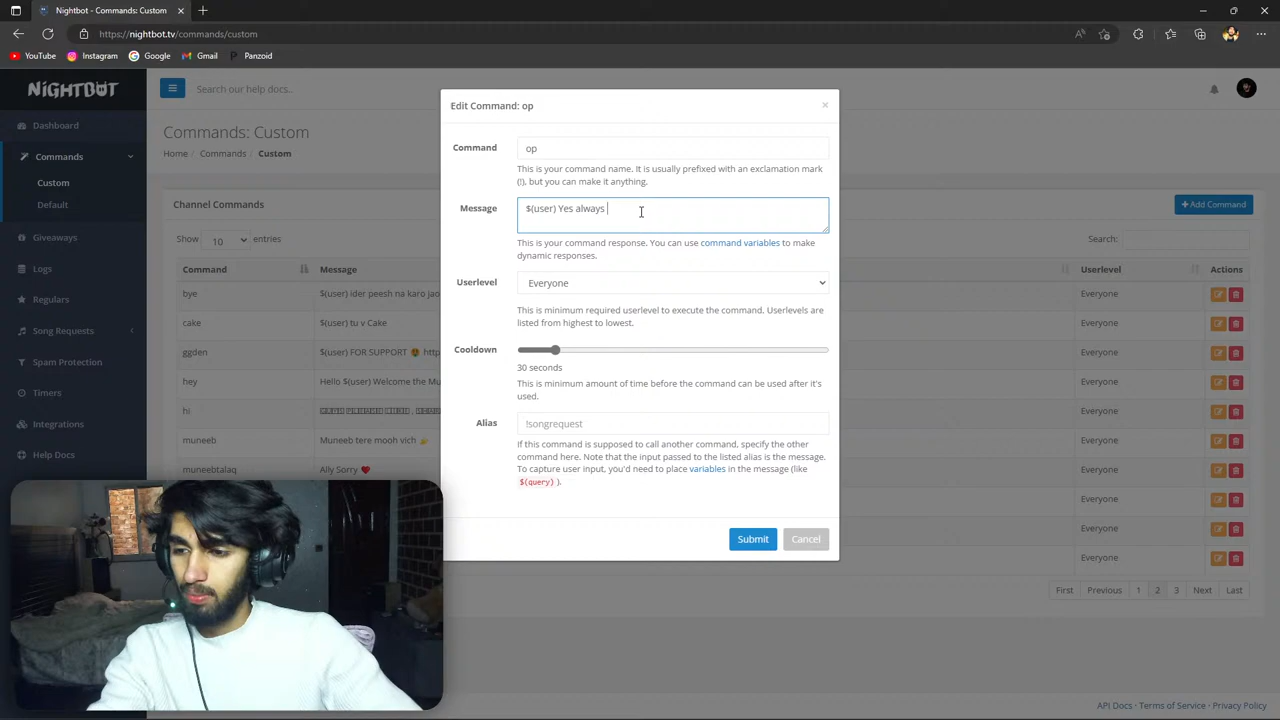 Nightbot - Commands: Custom
https://nightbot.tv/commands/custom
YouTube Instagram Google Gmail Panzoid
NIGHTBOT
Search our help docs...
Dashboard
Commands
Custom
Default
Giveaways
Logs
Regulars
Song Requests
Spam Protection
Timers
Integrations
Help Docs
Commands: Custom
Home / Commands / Custom
Channel Commands
+ Add Command
Show 10 entries
Search:
Command Message Userlevel Actions
bye $(user) ider peesh na karo jao Everyone
cake $(user) tu v Cake Everyone
ggden $(user) FOR SUPPORT 😃 http Everyone
hey Hello $(user) Welcome the Mu Everyone
hi Everyone
muneeb Muneeb tere mooh vich Everyone
muneebtalaq Ally Sorry ❤️ Everyone
Everyone
Everyone
Everyone
First Previous 1 2 3 Next Last
Edit Command: op
×
Command op
This is your command name. It is usually prefixed with an exclamation mark
(!), but you can make it anything.
Message $(user) Yes always
This is your command response. You can use command variables to make
dynamic responses.
Userlevel Everyone
This is minimum required userlevel to execute the command. Userlevels are
listed from highest to lowest.
Cooldown
30 seconds
This is minimum amount of time before the command can be used after it's
used.
Alias !songrequest
If this command is supposed to call another command, specify the other
command here. Note that the input passed to the listed alias is the message.
To capture user input, you'd need to place variables in the message (like
$(query) ).
Submit Cancel
API Docs - Terms of Service - Privacy Policy